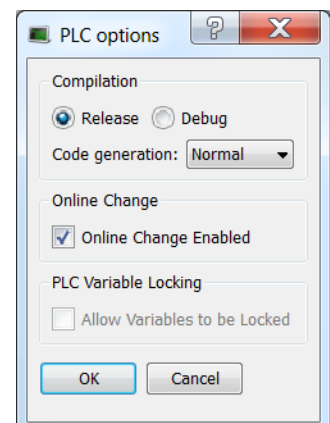 PLC options
Compilation
Release Debug
Code generation: Normal
Online Change
Online Change Enabled
PLC Variable Locking
Allow Variables to be Locked
OK Cancel